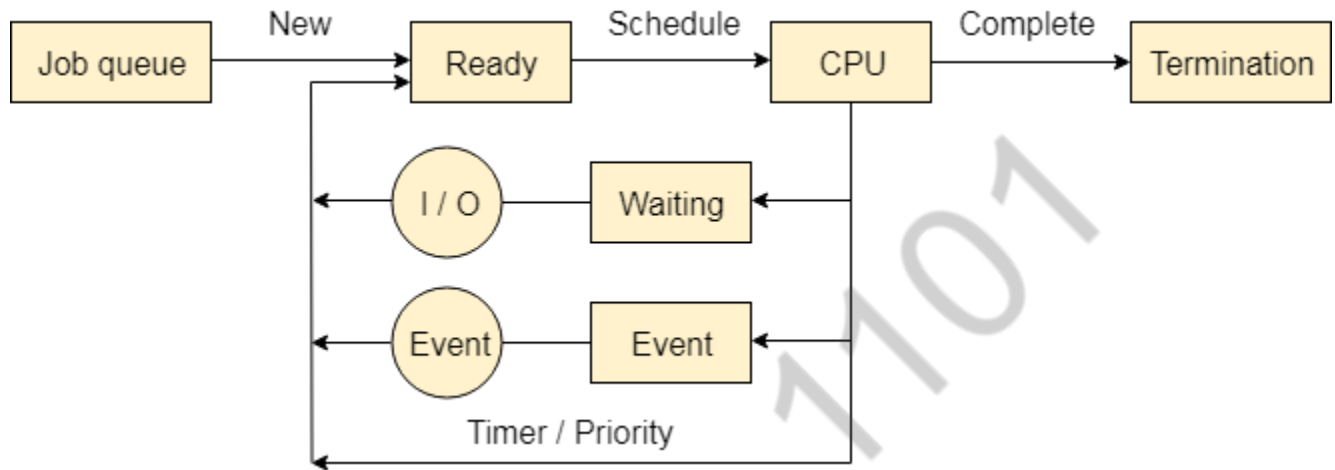 New
Schedule
Complete
Job queue
Ready
CPU
Termination
I / O
Waiting
Event
Event
Timer / Priority
1101